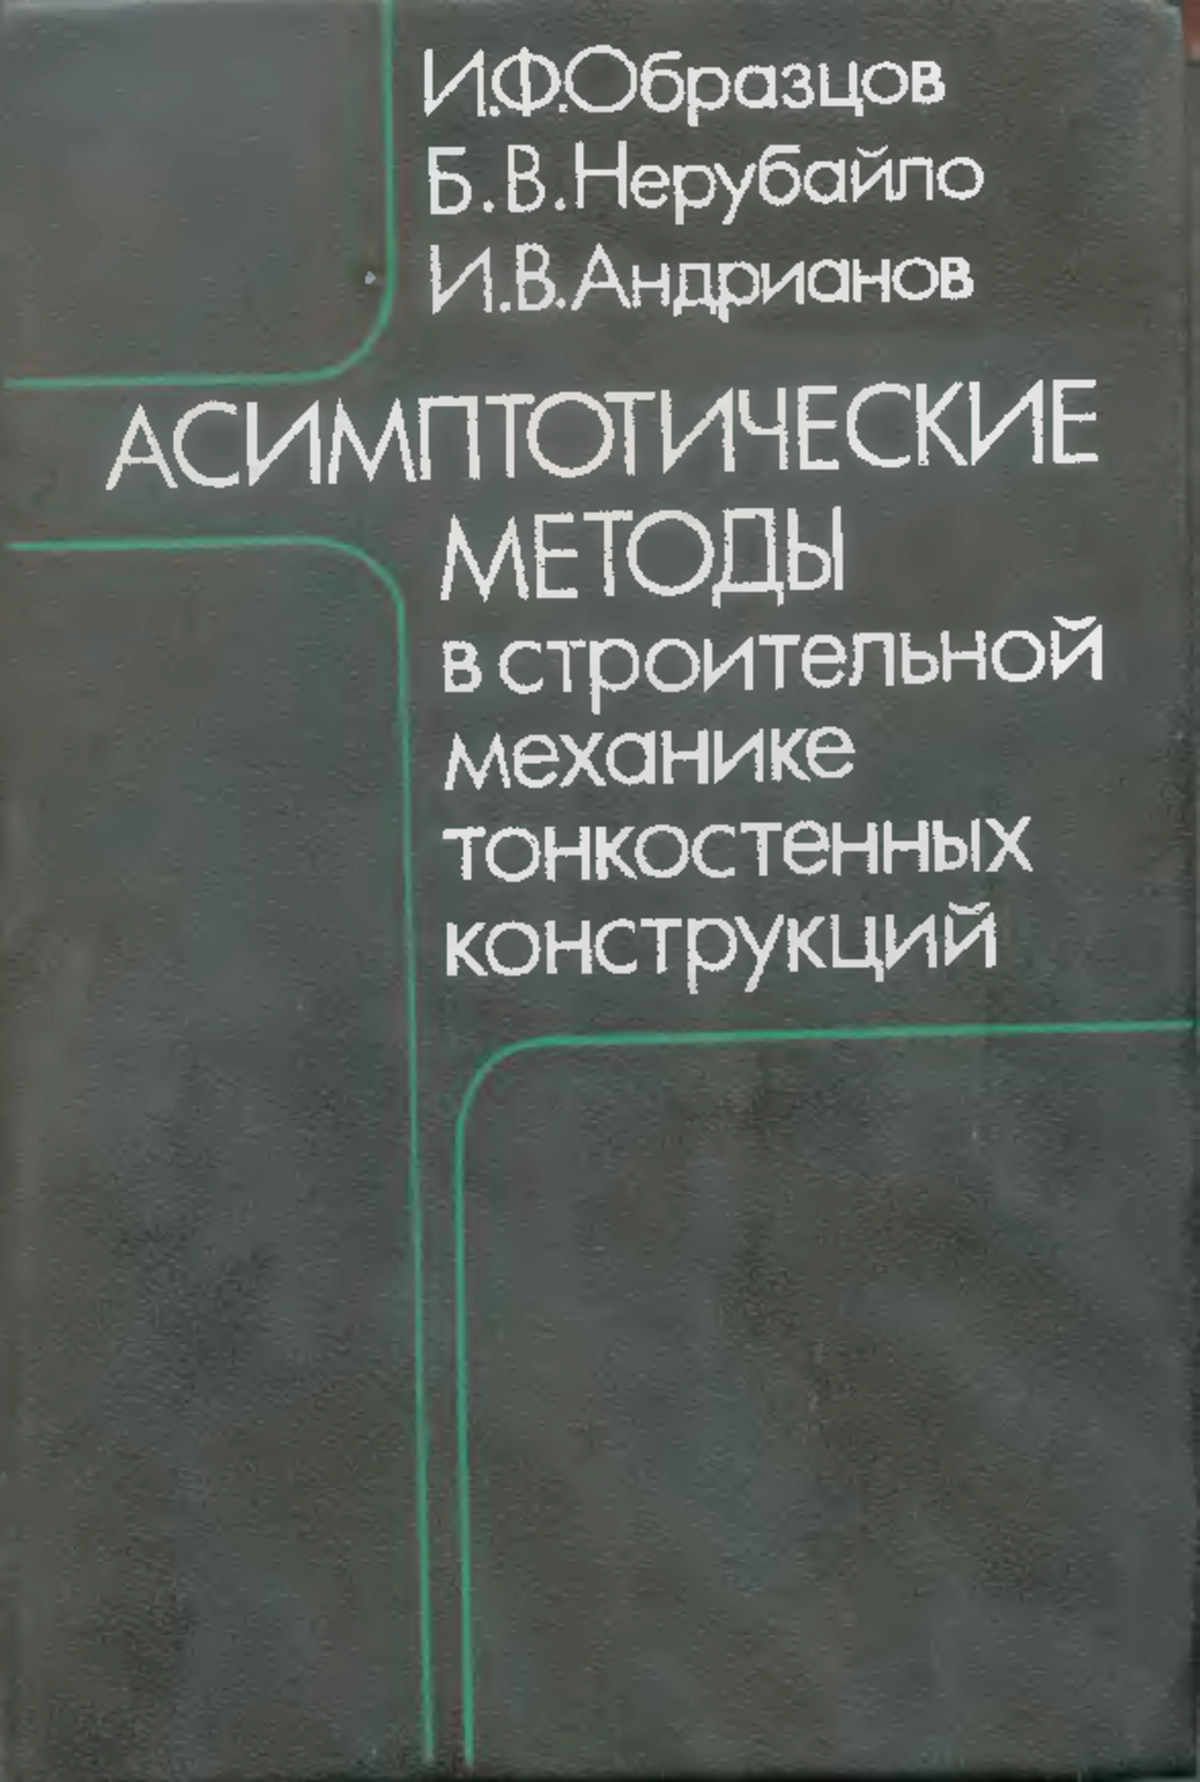 И.Ф.Образцов
Б.В.Нерубайло
И.В.Андрианов
АСИМПТОТИЧЕСКИЕ
МЕТОДЫ
в строительной
механике
тонкостенных
конструкций